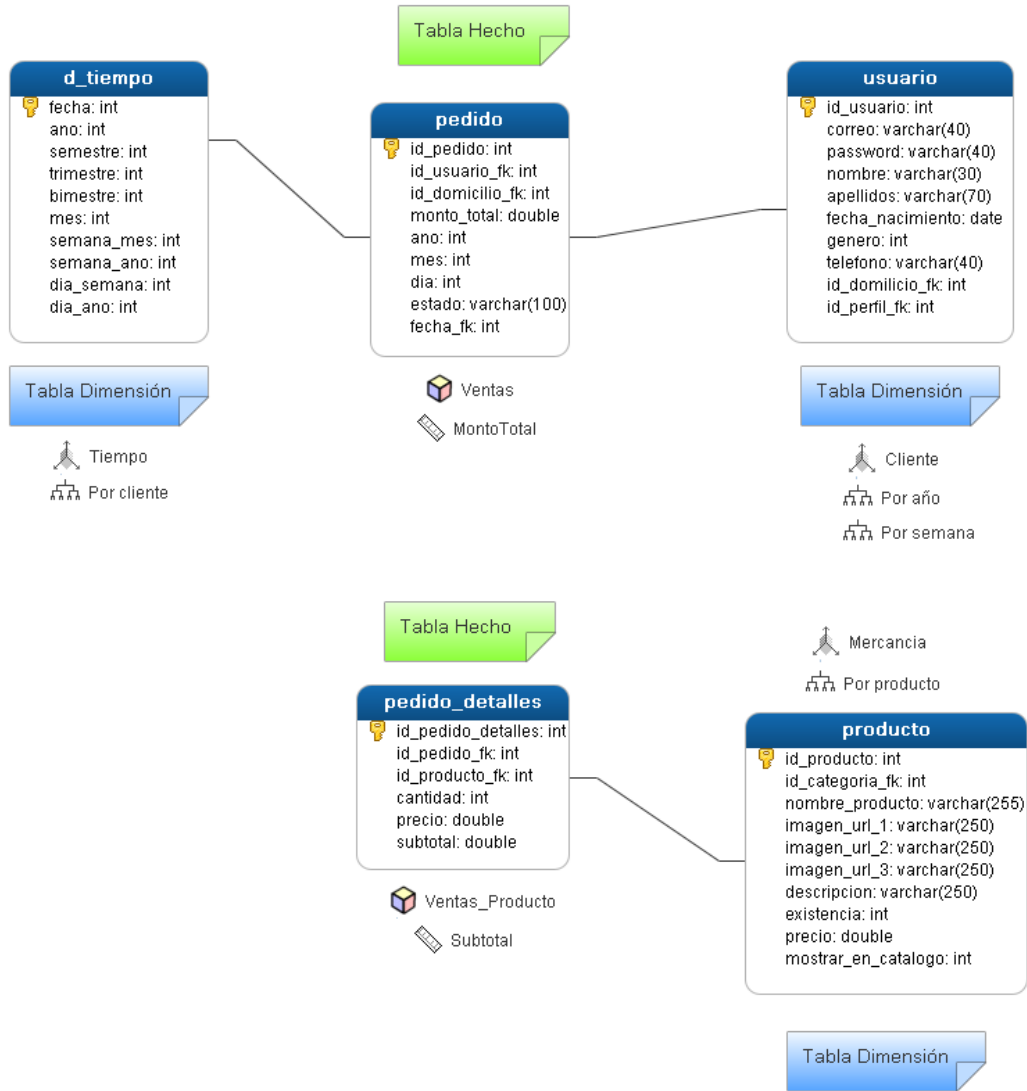 Tabla Hecho
d_tiempo
fecha: int
ano: int
semestre: int
trimestre: int
bimestre: int
mes: int
semana_mes: int
semana_ano: int
dia_semana: int
dia_ano: int
Tabla Dimensión
Tiempo
Por cliente
pedido
id_pedido: int
id_usuario_fk: int
id_domicilio_fk: int
monto_total: double
ano: int
mes: int
dia: int
estado: varchar(100)
fecha_fk: int
Ventas
MontoTotal
usuario
id_usuario: int
correo: varchar(40)
password: varchar(40)
nombre: varchar(30)
apellidos: varchar(70)
fecha_nacimiento: date
genero: int
telefono: varchar(40)
id_domilicio_fk: int
id_perfil_fk: int
Tabla Dimensión
Cliente
Por año
Por semana
Tabla Hecho
pedido_detalles
id_pedido_detalles: int
id_pedido_fk: int
id_producto_fk: int
cantidad: int
precio: double
subtotal: double
Ventas_Producto
Subtotal
Mercancia
Por producto
producto
id_producto: int
id_categoria_fk: int
nombre_producto: varchar(255)
imagen_url_1: varchar(250)
imagen_url_2: varchar(250)
imagen_url_3: varchar(250)
descripcion: varchar(250)
existencia: int
precio: double
mostrar_en_catalogo: int
Tabla Dimensión